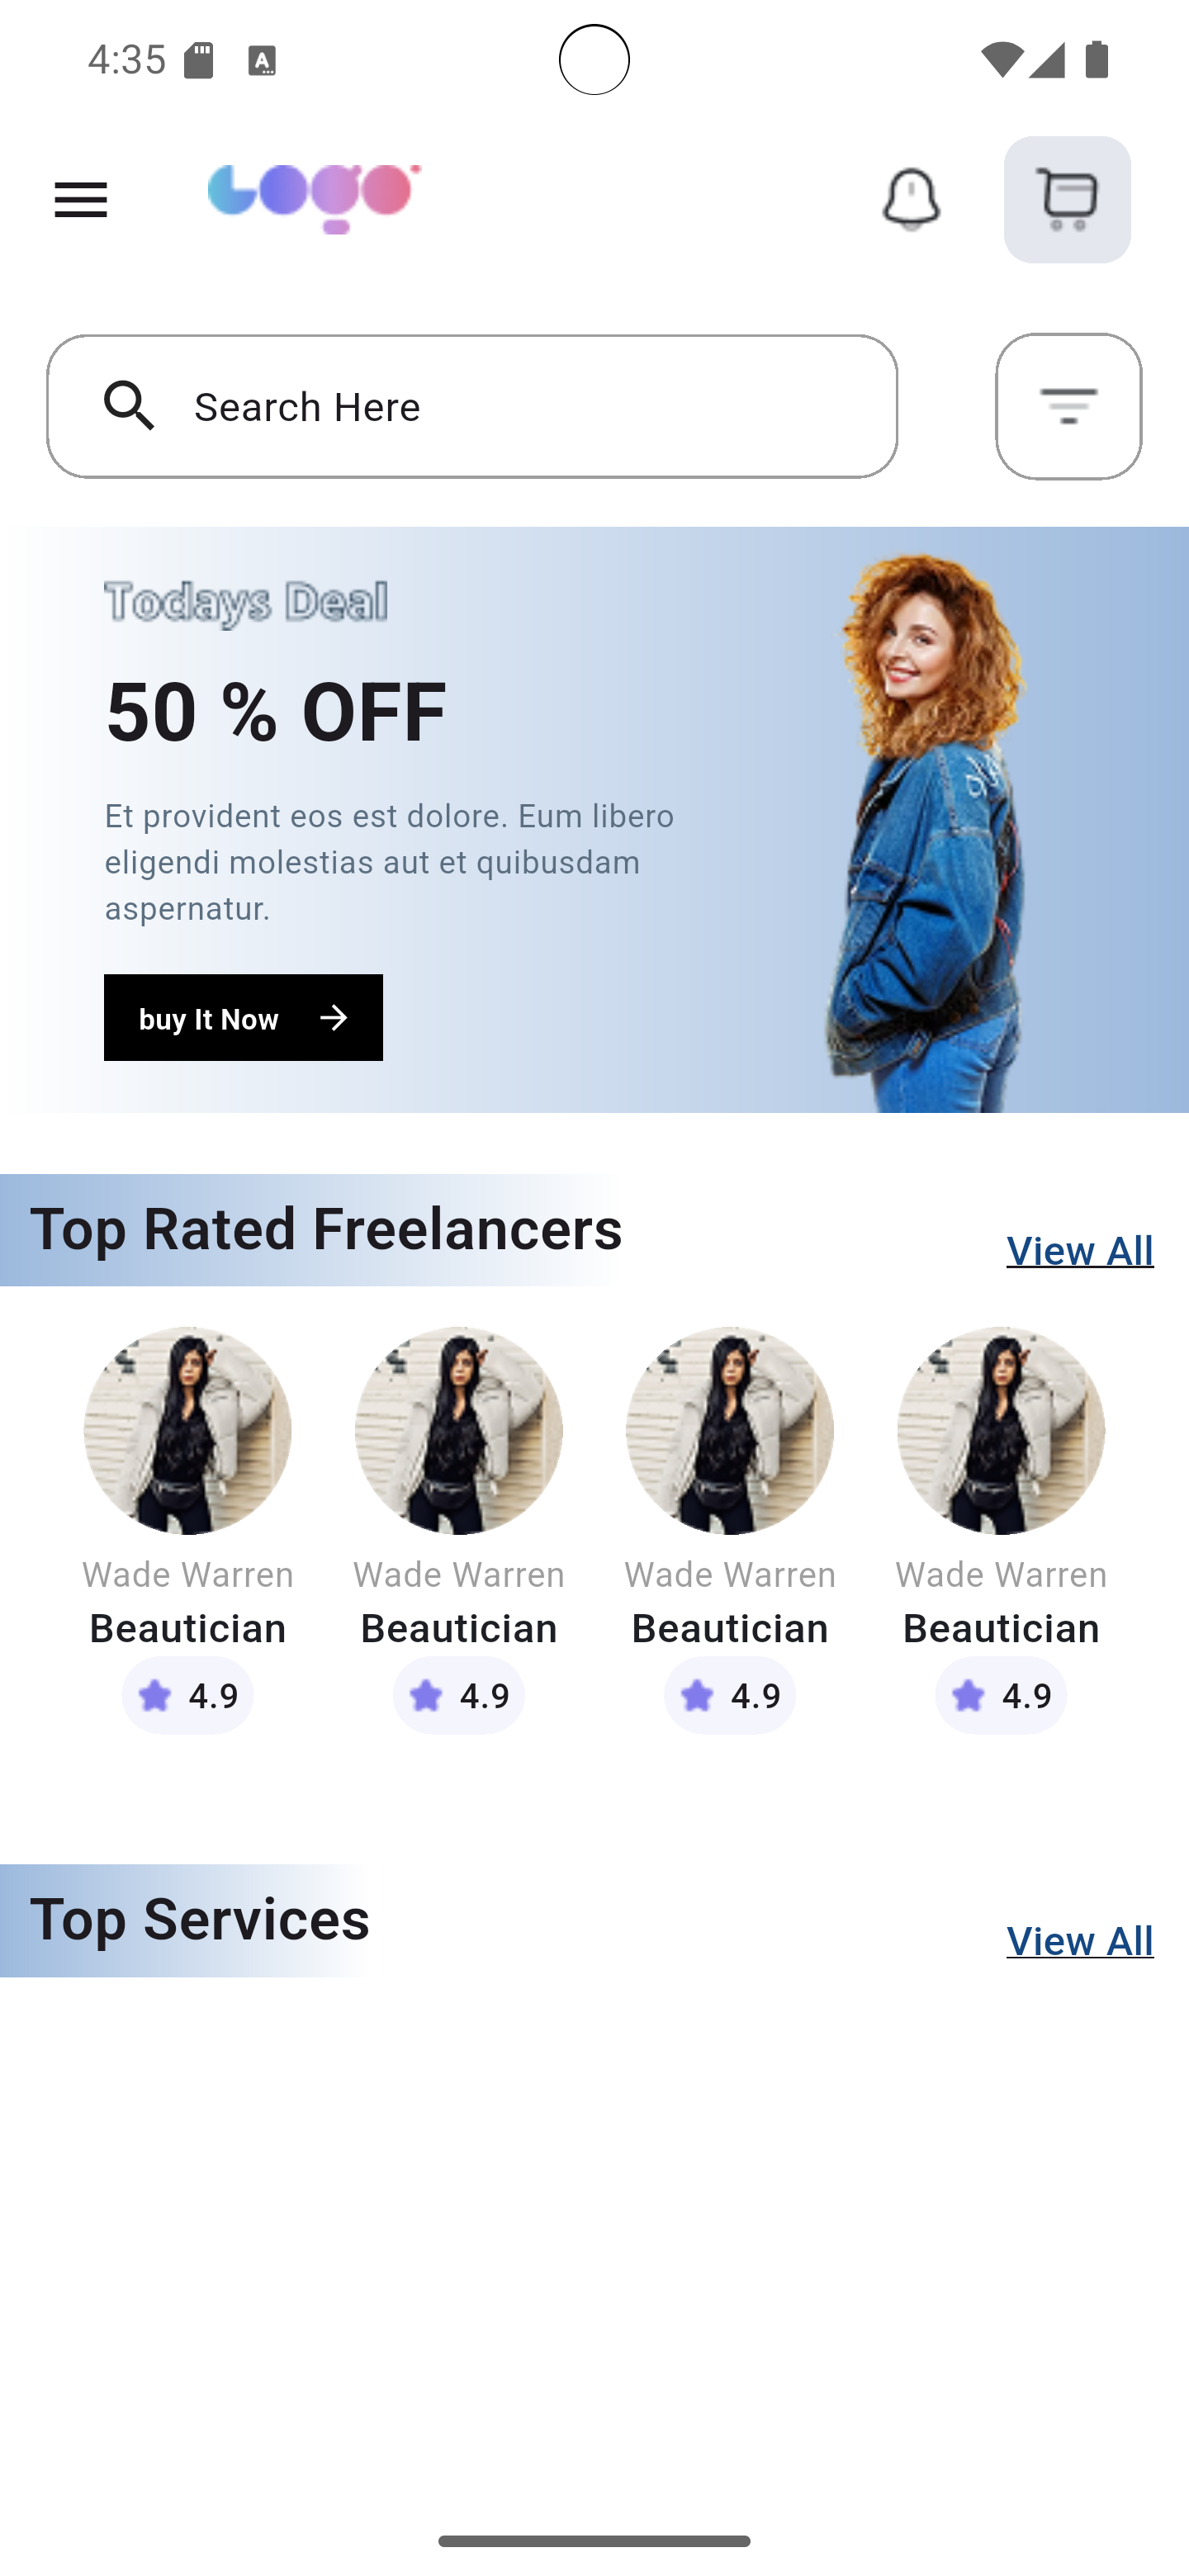 4:35
Logo
Search Here
Todays Deal
50 % OFF
Et provident eos est dolore. Eum libero
eligendi molestias aut et quibusdam
aspernatur.
buy It Now
Top Rated Freelancers
View All
Wade Warren Wade Warren Wade Warren Wade Warren
Beautician Beautician Beautician Beautician
4.9 4.9 4.9 4.9
Top Services
View All